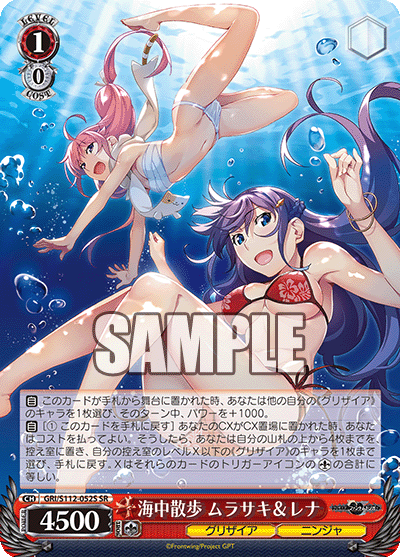 LEVEL
1
0
COST
SAMPLE
自 このカードが手札から舞台に置かれた時、あなたは他の自分の《グリザイア》
のキャラを1枚選び、そのターン中、パワーを+1000。
自 [① このカードを手札に戻す] あなたのCXがCX置場に置かれた時、あなた
はコストを払ってよい。そうしたら、あなたは自分の山札の上から4枚までを
控え室に置き、自分の控え室のレベルX以下の《グリザイア》のキャラを1枚まで
選び、手札に戻す。Xはそれらのカードのトリガーアイコンの の合計に等
しい。
CH GRI/S112-052S SR
海中散歩 ムラサキ&レナ
POWER
4500
グリザイア
ニンジャ
©Frontwing/Project GPT